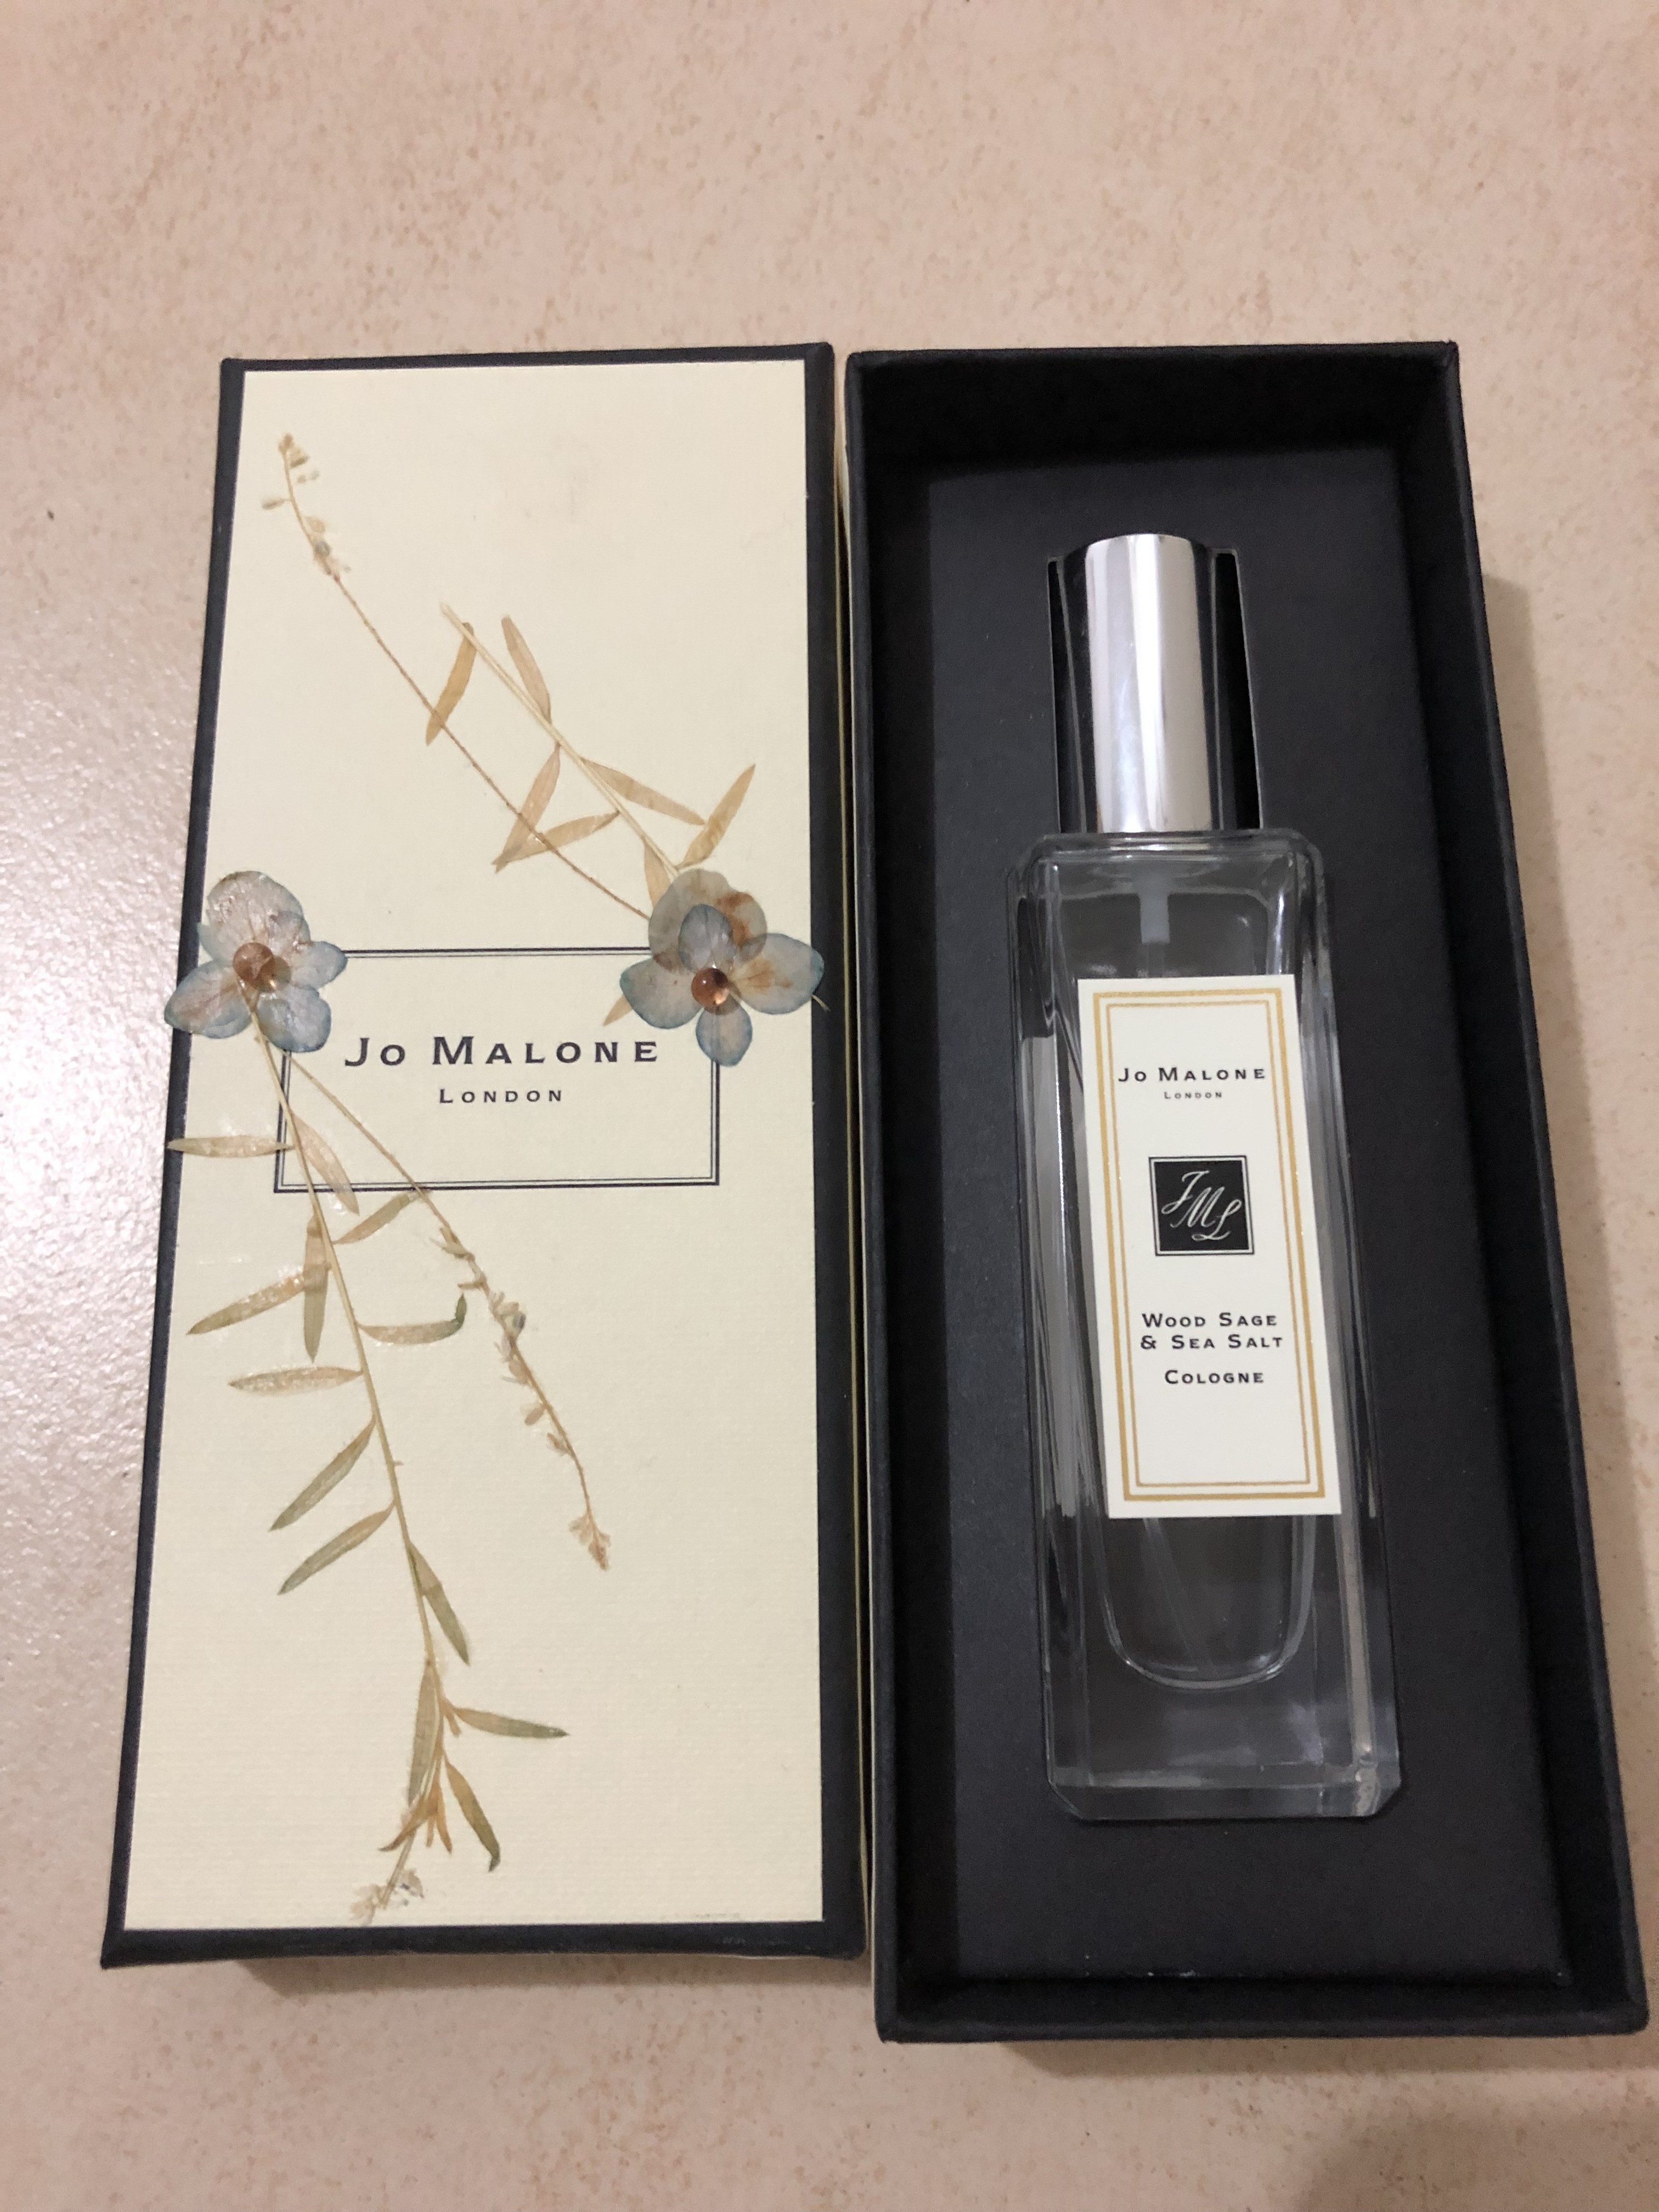 Jo Malone
London
Jo Malone
London
JML
Wood Sage
& Sea Salt
Cologne